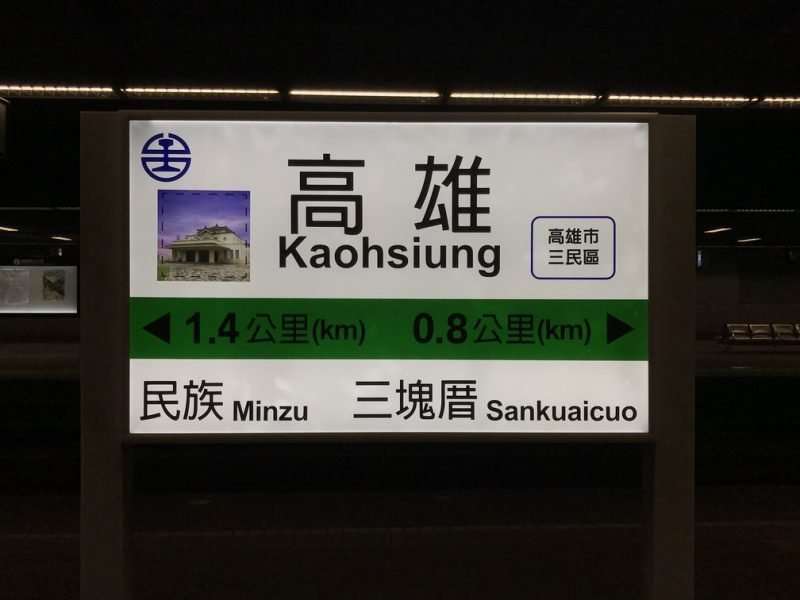 高雄
Kaohsiung
高雄市
三民區
◀ 1.4公里(km) 0.8公里(km) ▶
民族 Minzu 三塊厝 Sankuaicuo